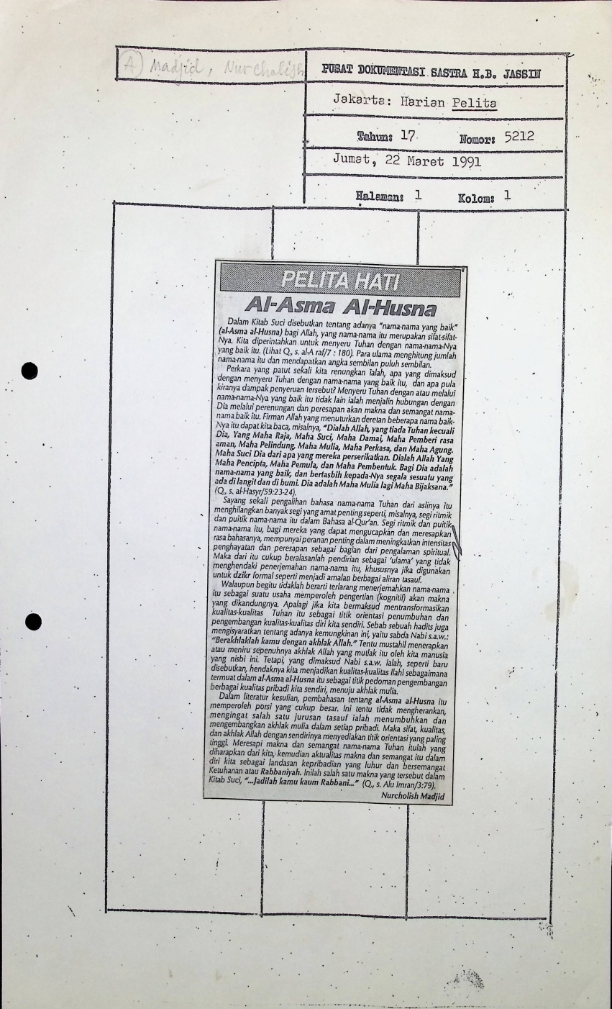 A) Madjid, Nurcholish
PUSAT DOKUMENTASI SASTRA H.B. JASSIN
Jakarta: Harian Pelita
Tahun: 17 Nomor: 5212
Jumat, 22 Maret 1991
Halaman: 1 Kolom: 1
PELITA HATI
Al-Asma Al-Husna
Dalam Kitab Suci disebutkan tentang adanya "nama-nama yang baik"
(al-Asma al-Husna) bagi Allah, yang nama-nama itu merupakan sifat-sifat-
Nya. Kita diperintahkan untuk menyeru Tuhan dengan nama-nama-Nya
yang baik itu. (Lihat Q., s. al-A'raf/7 : 180). Para ulama menghitung jumlah
nama-nama itu dan mendapatkan angka sembilan puluh sembilan.
Perkara yang patut sekali kita renungkan ialah, apa yang dimaksud
dengan menyeru Tuhan dengan nama-nama yang baik itu, dan apa pula
kiranya dampak penyeruan tersebut? Menyeru Tuhan dengan atau melalui
nama-nama-Nya yang baik itu tidak lain ialah menjalin hubungan dengan
Dia melalui perenungan dan peresapan akan makna dan semangat nama-
nama baik itu. Firman Allah yang menuturkan deretan beberapa nama baik-
Nya itu dapat kita baca, misalnya, "Dialah Allah, yang tiada Tuhan kecuali
Dia, Yang Maha Raja, Maha Suci, Maha Damai, Maha Pemberi rasa
aman, Maha Pelindung, Maha Mulia, Maha Perkasa, dan Maha Agung.
Maha Suci Dia dari apa yang mereka perserikatkan. Dialah Allah Yang
Maha Pencipta, Maha Pemula, dan Maha Pembentuk. Bagi Dia adalah
nama-nama yang baik, dan bertasbih kepada-Nya segala sesuatu yang
ada di langit dan di bumi. Dia adalah Maha Mulia lagi Maha Bijaksana."
(Q., s. al-Hasyr/59:23-24).
Sayang sekali pengalihan bahasa nama-nama Tuhan dari aslinya itu
menghilangkan banyak segi yang amat penting seperti, misalnya, segi ritmik
dan puitik nama-nama itu dalam Bahasa al-Qur'an. Segi ritmik dan puitik
nama-nama itu, bagi mereka yang dapat mengucapkan dan meresapkan
rasa bahasanya, mempunyai peranan penting dalam meningkatkan intensitas
penghayatan dan pererapan sebagai bagian dari pengalaman spiritual.
Maka dari itu cukup beralasanlah pendirian sebagai 'ulama' yang tidak
menghendaki penerjemahan nama-nama itu, khususnya jika digunakan
untuk dzikr formal seperti menjadi amalan berbagai aliran tasauf.
Walaupun begitu tidaklah berarti terlarang menerjemahkan nama-nama
itu sebagai suatu usaha memperoleh pengertian (kognitif) akan makna
yang dikandungnya. Apalagi jika kita bermaksud mentransformasikan
kualitas-kualitas Tuhan itu sebagai titik orientasi penumbuhan dan
pengembangan kualitas-kualitas diri kita sendiri. Sebab sebuah hadits juga
mengisyaratkan tentang adanya kemungkinan ini, yaitu sabda Nabi s.a.w.:
"Berakhlaklah kamu dengan akhlak Allah." Tentu mustahil menerapkan
atau meniru sepenuhnya akhlak Allah yang mutlak itu oleh kita manusia
yang nisbi ini. Tetapi, yang dimaksud Nabi s.a.w. ialah, seperti baru
disebutkan, hendaknya kita menjadikan kualitas-kualitas Ilahi sebagaimana
termuat dalam al-Asma al-Husna itu sebagai titik pedoman pengembangan
berbagai kualitas pribadi kita sendiri, menuju akhlak mulia.
Dalam literatur kesufian, pembahasan tentang al-Asma al-Husna itu
memperoleh porsi yang cukup besar. Ini tentu tidak mengherankan,
mengingat salah satu jurusan tasauf ialah menumbuhkan dan
mengembangkan akhlak mulia dalam setiap pribadi. Maka sifat, kualitas,
dan akhlak Allah dengan sendirinya menyediakan titik orientasi yang paling
tinggi. Meresapi makna dan semangat nama-nama Tuhan itulah yang
diharapkan dari kita, kemudian aktualitas makna dan semangat itu dalam
diri kita sebagai landasan kepribadian yang luhur dan bersemangat
Ketuhanan atau Rabbaniyah. Inilah salah satu makna yang tersebut dalam
Kitab Suci, "...Jadilah kamu kaum Rabbani..." (Q., s. Alu Imran/3:79).
Nurcholish Madjid